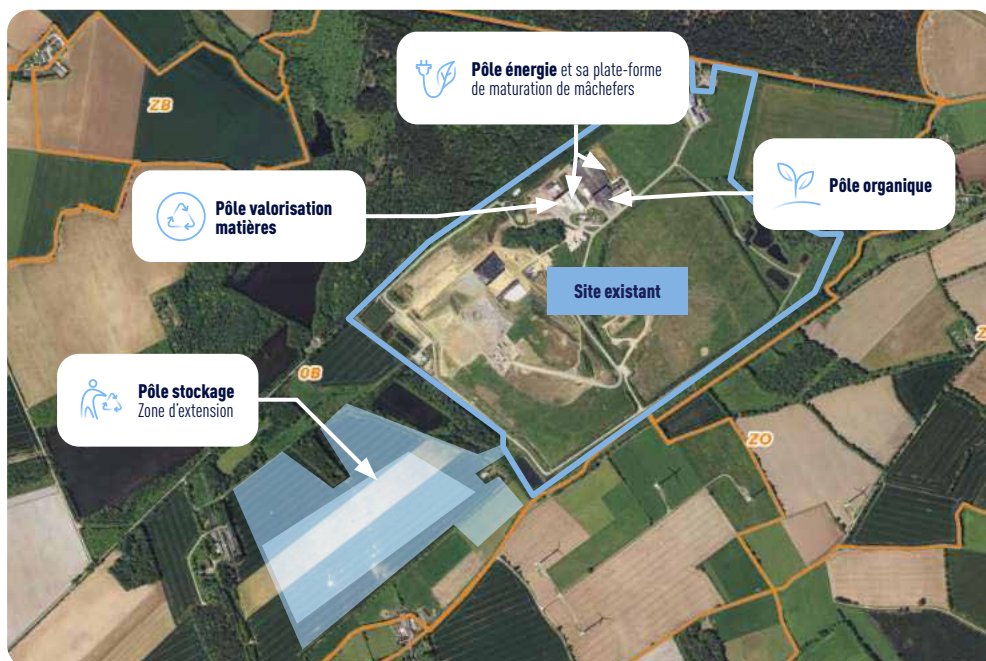 Pôle énergie et sa plate-forme
de maturation de mâchefers
ZB
Pôle organique
Pôle valorisation
matières
Site existant
Z
OB
Pôle stockage
Zone d'extension
ZO